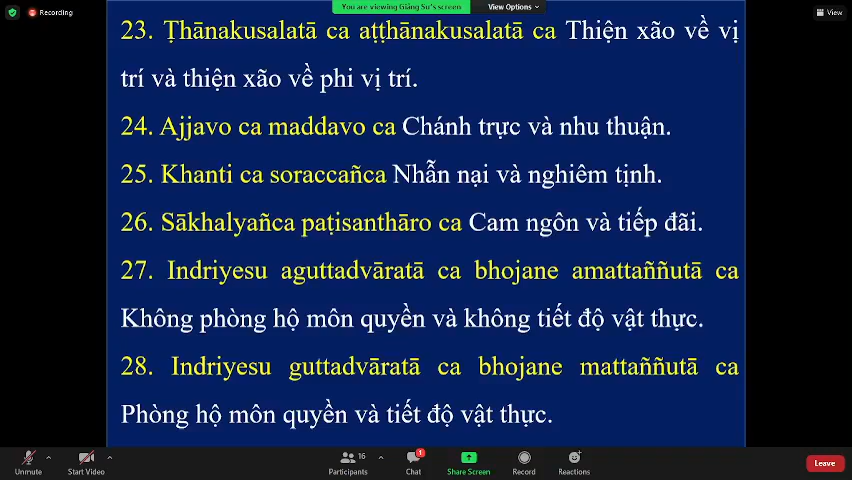 Recording
You are viewing Giảng Sư's screen
View Options
View
23. Ṭhānakusalatā ca aṭṭhānakusalatā ca Thiện xão về vị
trí và thiện xão về phi vị trí.
24. Ajjavo ca maddavo ca Chánh trực và nhu thuận.
25. Khanti ca soraccañca Nhẫn nại và nghiêm tịnh.
26. Sākhalyañca paṭisanthāro ca Cam ngôn và tiếp đãi.
27. Indriyesu aguttadvāratā ca bhojane amattaññutā ca
Không phòng hộ môn quyền và không tiết độ vật thực.
28. Indriyesu guttadvāratā ca bhojane mattaññutā ca
Phòng hộ môn quyền và tiết độ vật thực.
Unmute
Start Video
16
Participants
1
Chat
Share Screen
Record
Reactions
Leave